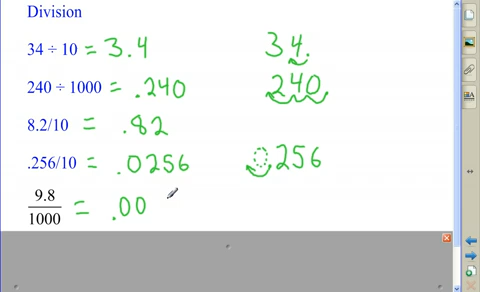 Division
34 ÷ 10 = 3.4 34.
240 ÷ 1000 = .240 240
8.2/10 = .82
.256/10 = .0256 256
9.8
1000 = .00